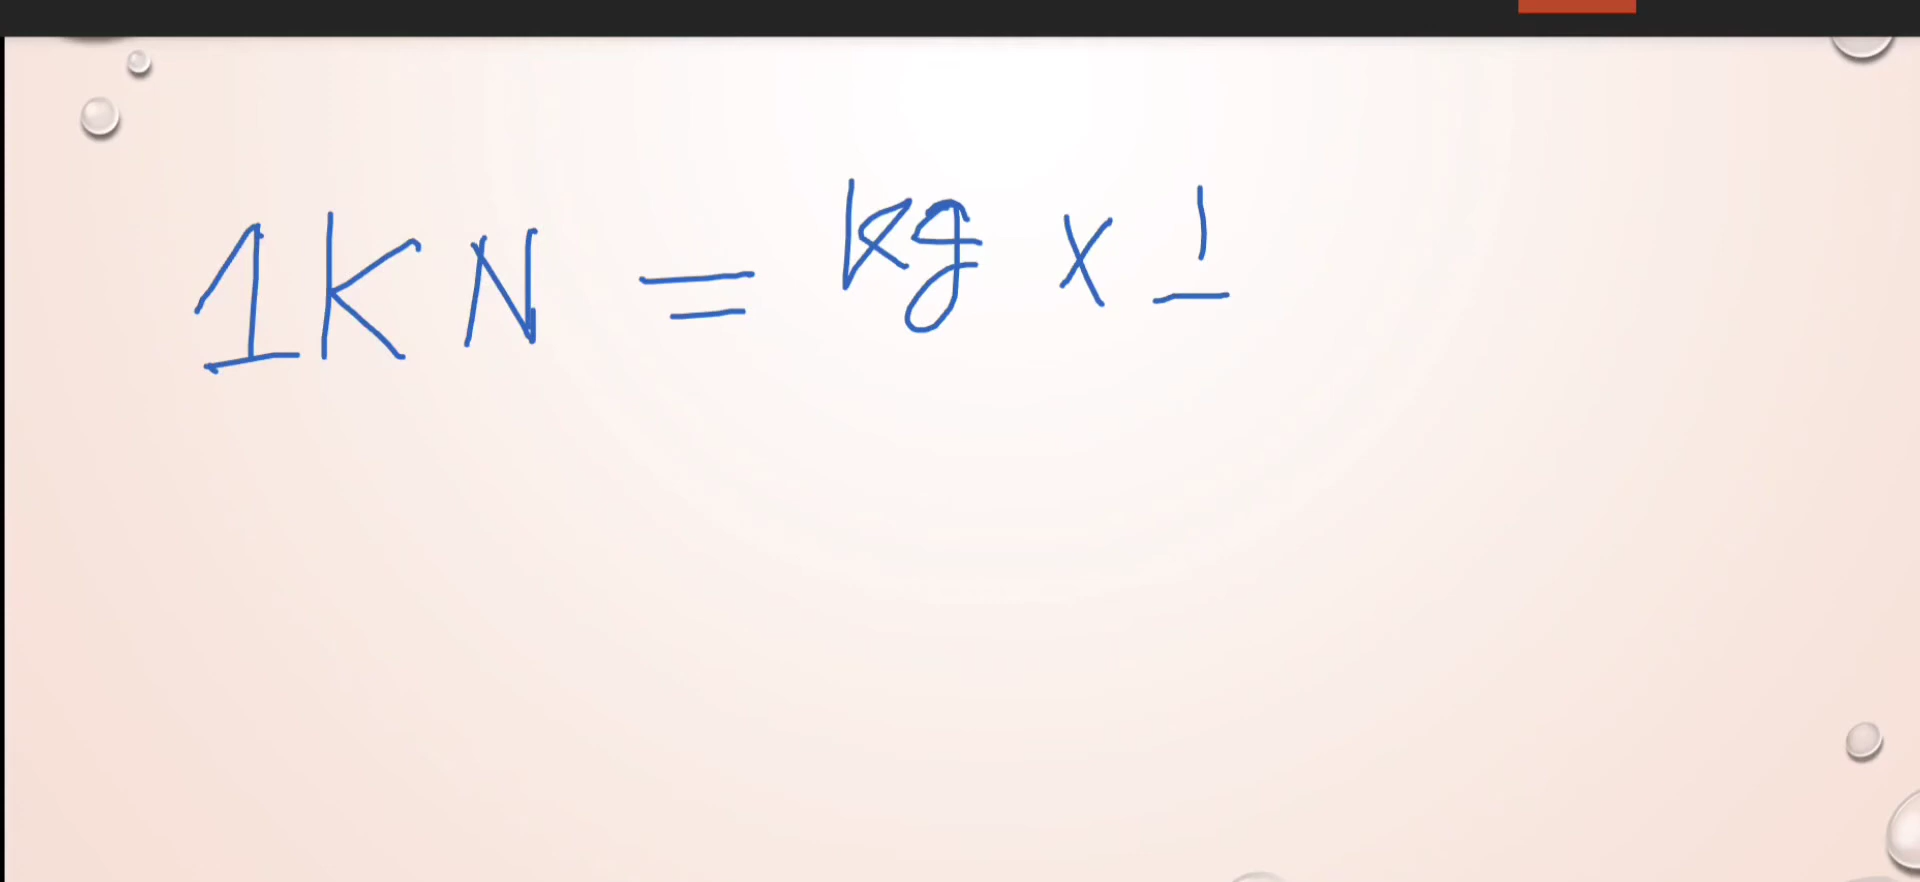 1KN = kg x 1